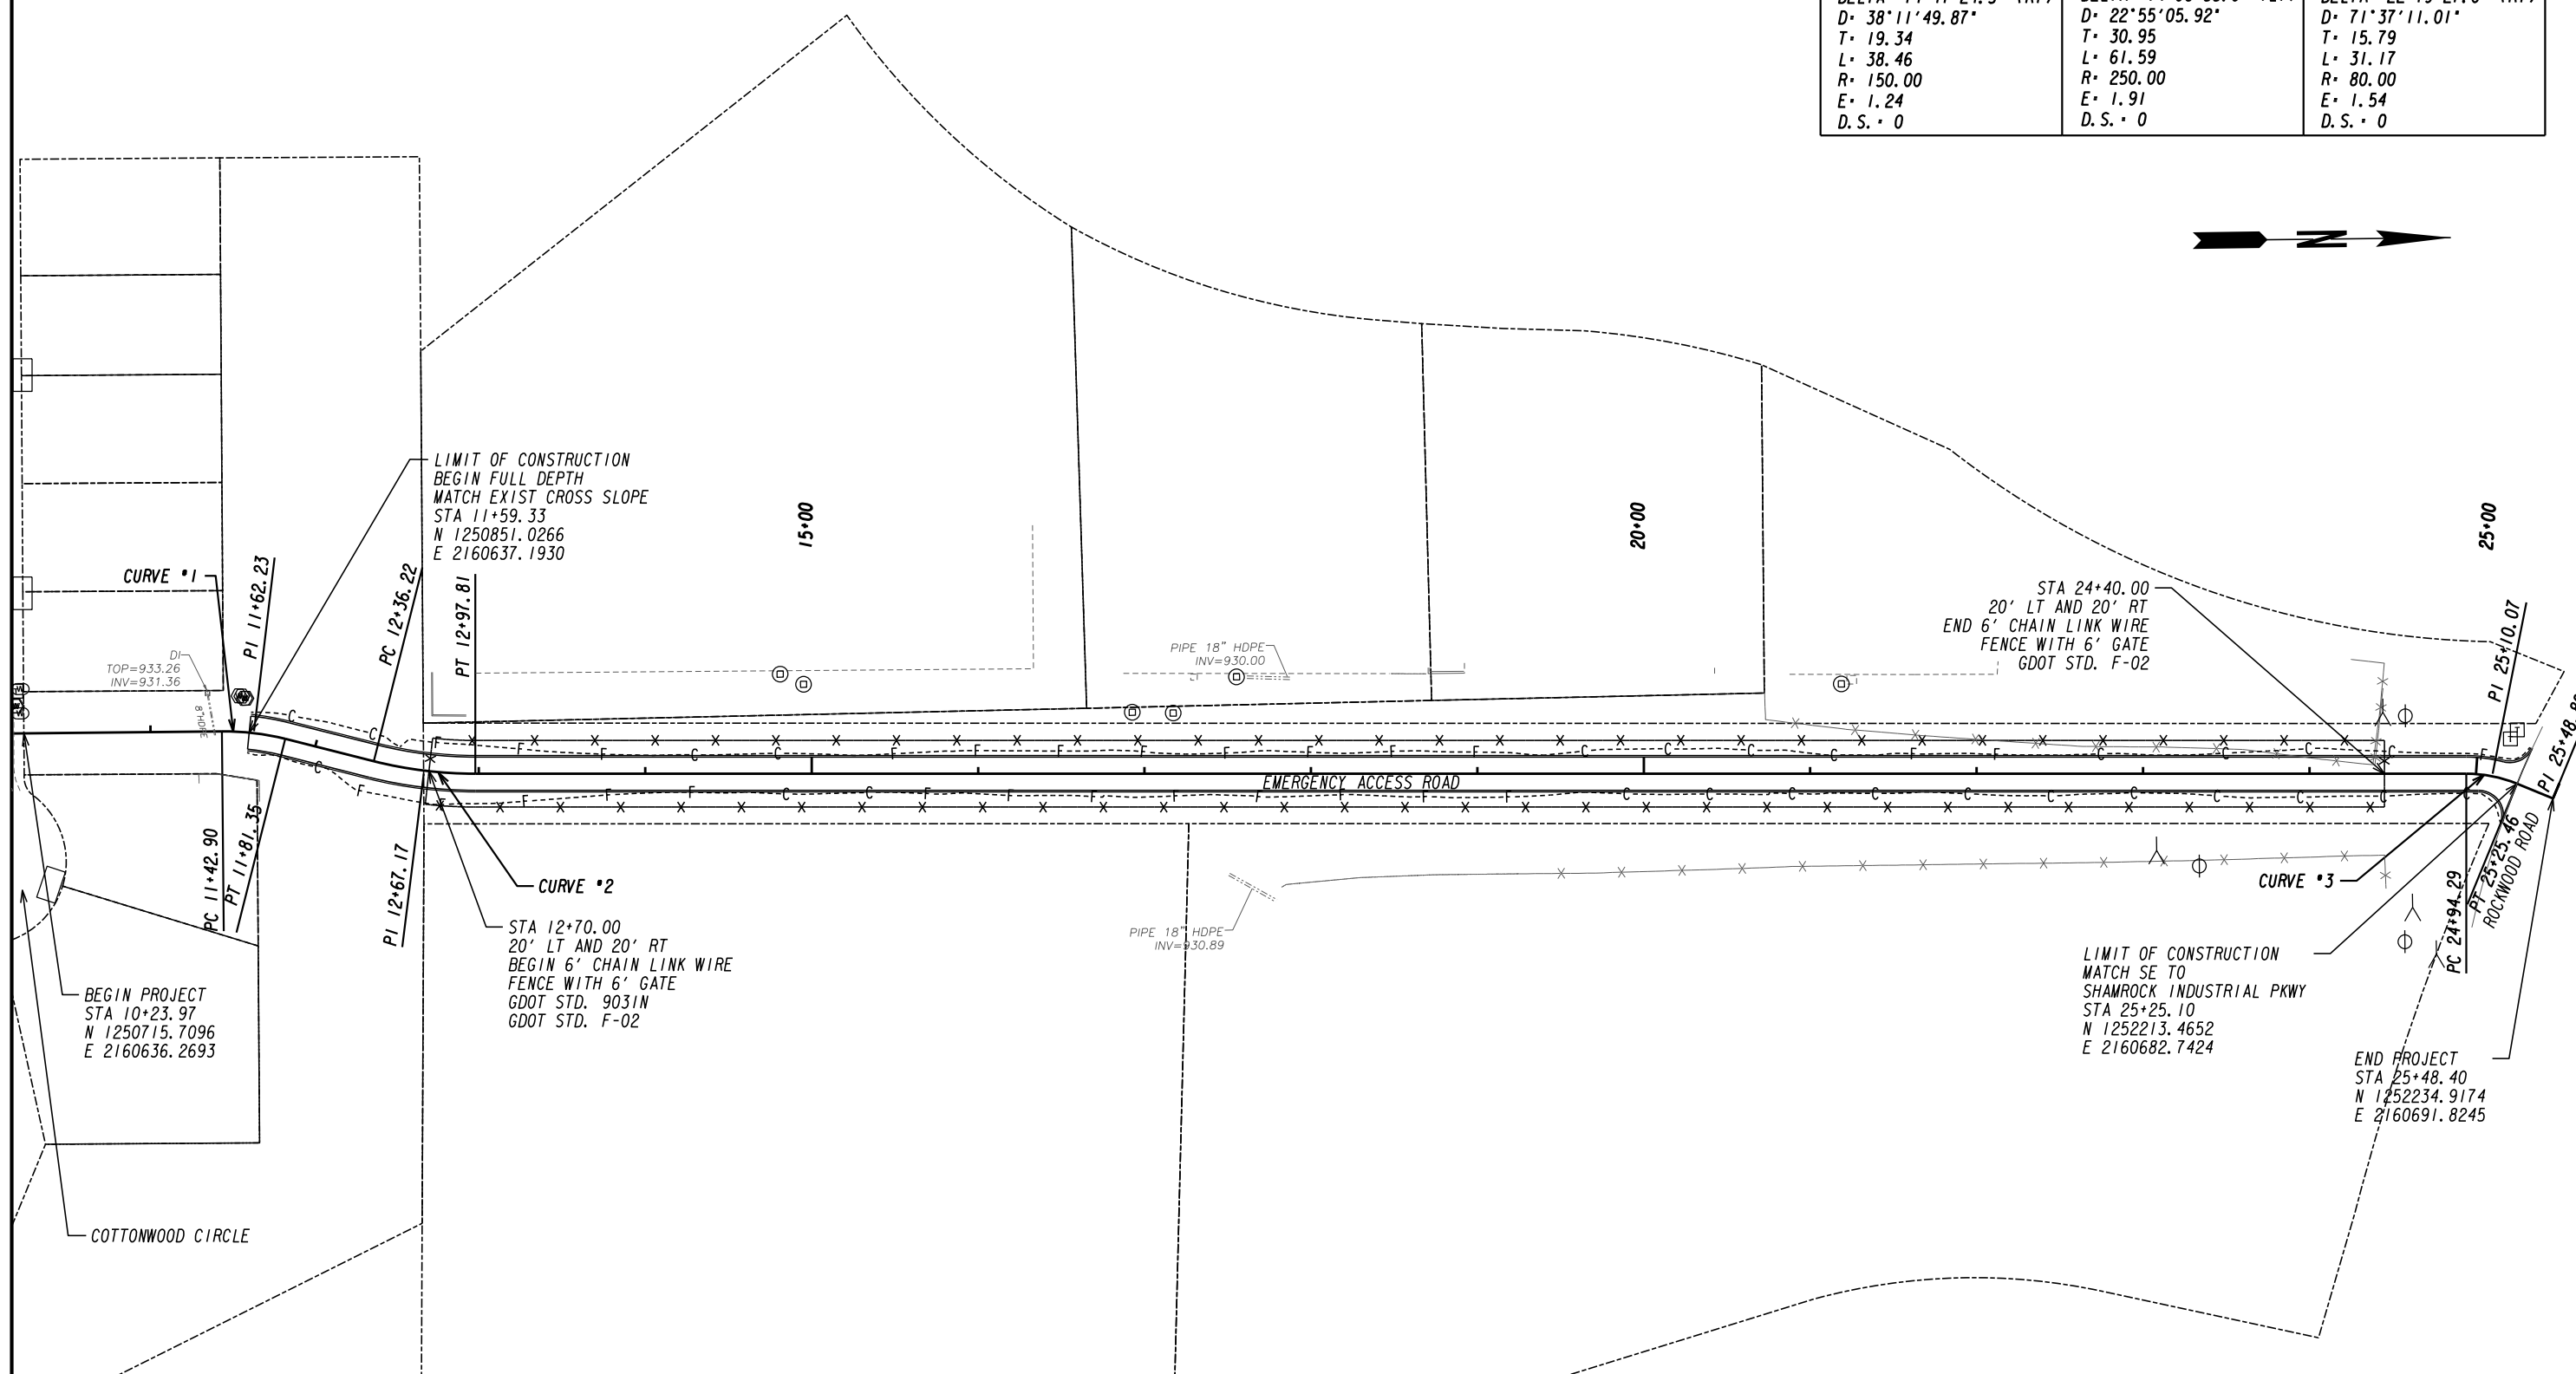 D= 38°11'49.87"
T= 19.34
L= 38.46
R= 150.00
E= 1.24
D.S. = 0
D= 22°55'05.92"
T= 30.95
L= 61.59
R= 250.00
E= 1.91
D.S. = 0
D= 71°37'11.01"
T= 15.79
L= 31.17
R= 80.00
E= 1.54
D.S. = 0
N
LIMIT OF CONSTRUCTION
BEGIN FULL DEPTH
MATCH EXIST CROSS SLOPE
STA 11+59.33
N 1250851.0266
E 2160637.1930
15+00
20+00
25+00
CURVE #1
PI 11+62.23
PC 12+36.22
PT 12+97.81
STA 24+40.00
20' LT AND 20' RT
END 6' CHAIN LINK WIRE
FENCE WITH 6' GATE
GDOT STD. F-02
PI 25+10.07
DI
TOP=933.26
INV=931.36
8" HDPE
PIPE 18" HDPE
INV=930.00
EMERGENCY ACCESS ROAD
PC 11+42.90
PT 11+81.35
PI 12+67.17
CURVE #2
STA 12+70.00
20' LT AND 20' RT
BEGIN 6' CHAIN LINK WIRE
FENCE WITH 6' GATE
GDOT STD. 9031N
GDOT STD. F-02
PIPE 18" HDPE
INV=930.89
CURVE #3
PC 24+94.29
PT 25+25.46
ROCKWOOD ROAD
BEGIN PROJECT
STA 10+23.97
N 1250715.7096
E 2160636.2693
LIMIT OF CONSTRUCTION
MATCH SE TO
SHAMROCK INDUSTRIAL PKWY
STA 25+25.10
N 1252213.4652
E 2160682.7424
END PROJECT
STA 25+48.40
N 1252234.9174
E 2160691.8245
COTTONWOOD CIRCLE